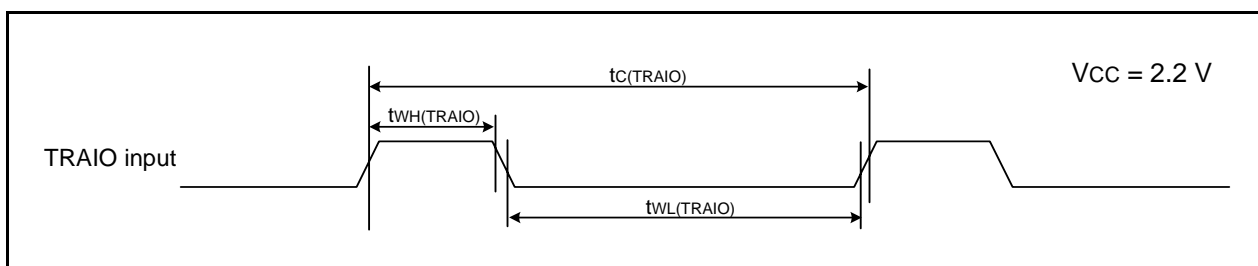 tC(TRAIO)
VCC = 2.2 V
tWH(TRAIO)
TRAIO input
tWL(TRAIO)